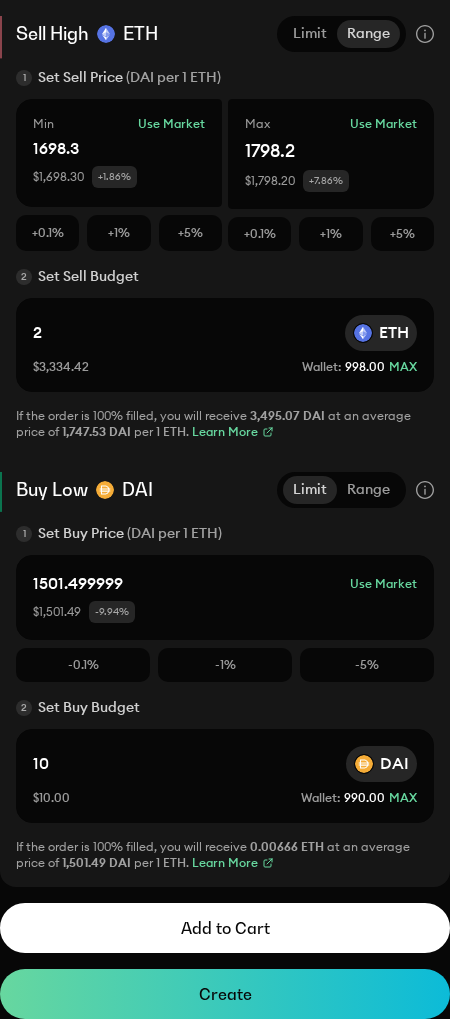 Sell High ETH Limit Range
1 Set Sell Price (DAI per 1 ETH)
Min Use Market Max Use Market
1698.3 1798.2
$1,698.30 +1.86% $1,798.20 +7.86%
+0.1% +1% +5% +0.1% +1% +5%
2 Set Sell Budget
2 ETH
$3,334.42 Wallet: 998.00 MAX
If the order is 100% filled, you will receive 3,495.07 DAI at an average
price of 1,747.53 DAI per 1 ETH. Learn More
Buy Low DAI Limit Range
1 Set Buy Price (DAI per 1 ETH)
1501.499999 Use Market
$1,501.49 -9.94%
-0.1% -1% -5%
2 Set Buy Budget
10 DAI
$10.00 Wallet: 990.00 MAX
If the order is 100% filled, you will receive 0.00666 ETH at an average
price of 1,501.49 DAI per 1 ETH. Learn More
Add to Cart
Create